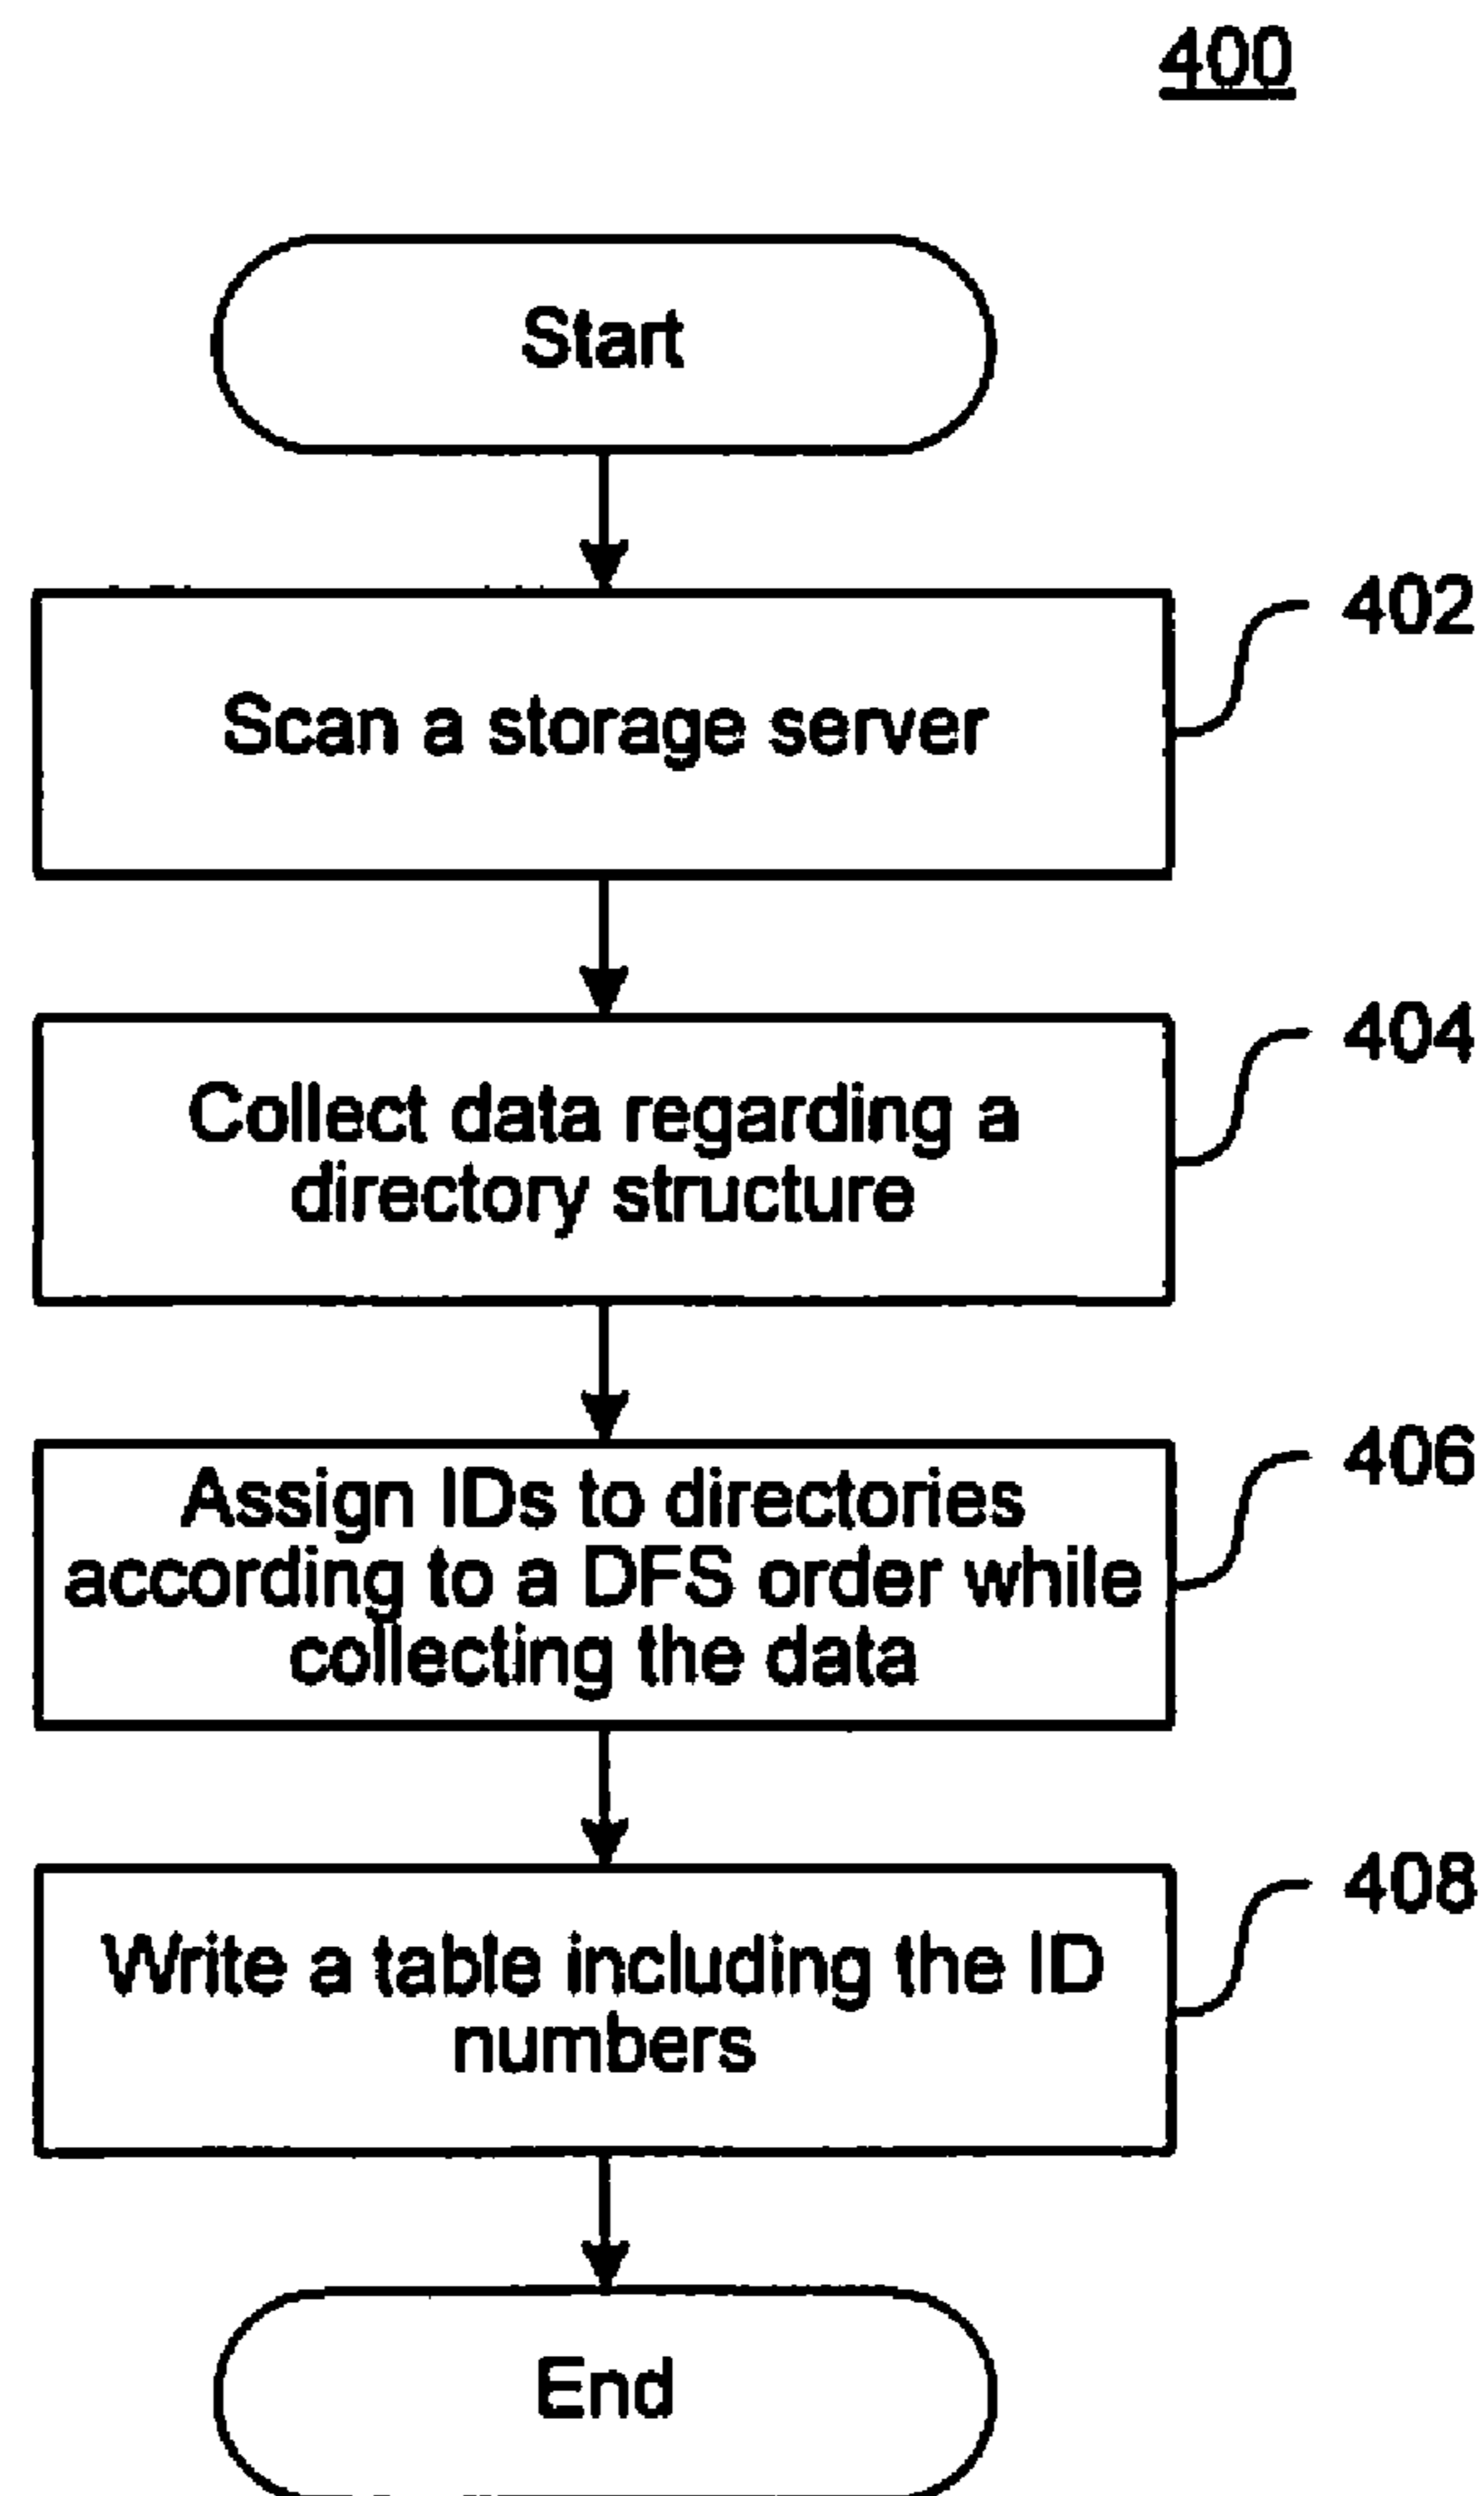 400
Start
402
Scan a storage server
404
Collect data regarding a
directory structure
406
Assign IDs to directories
according to a DFS order while
collecting the data
408
Write a table including the ID
numbers
End